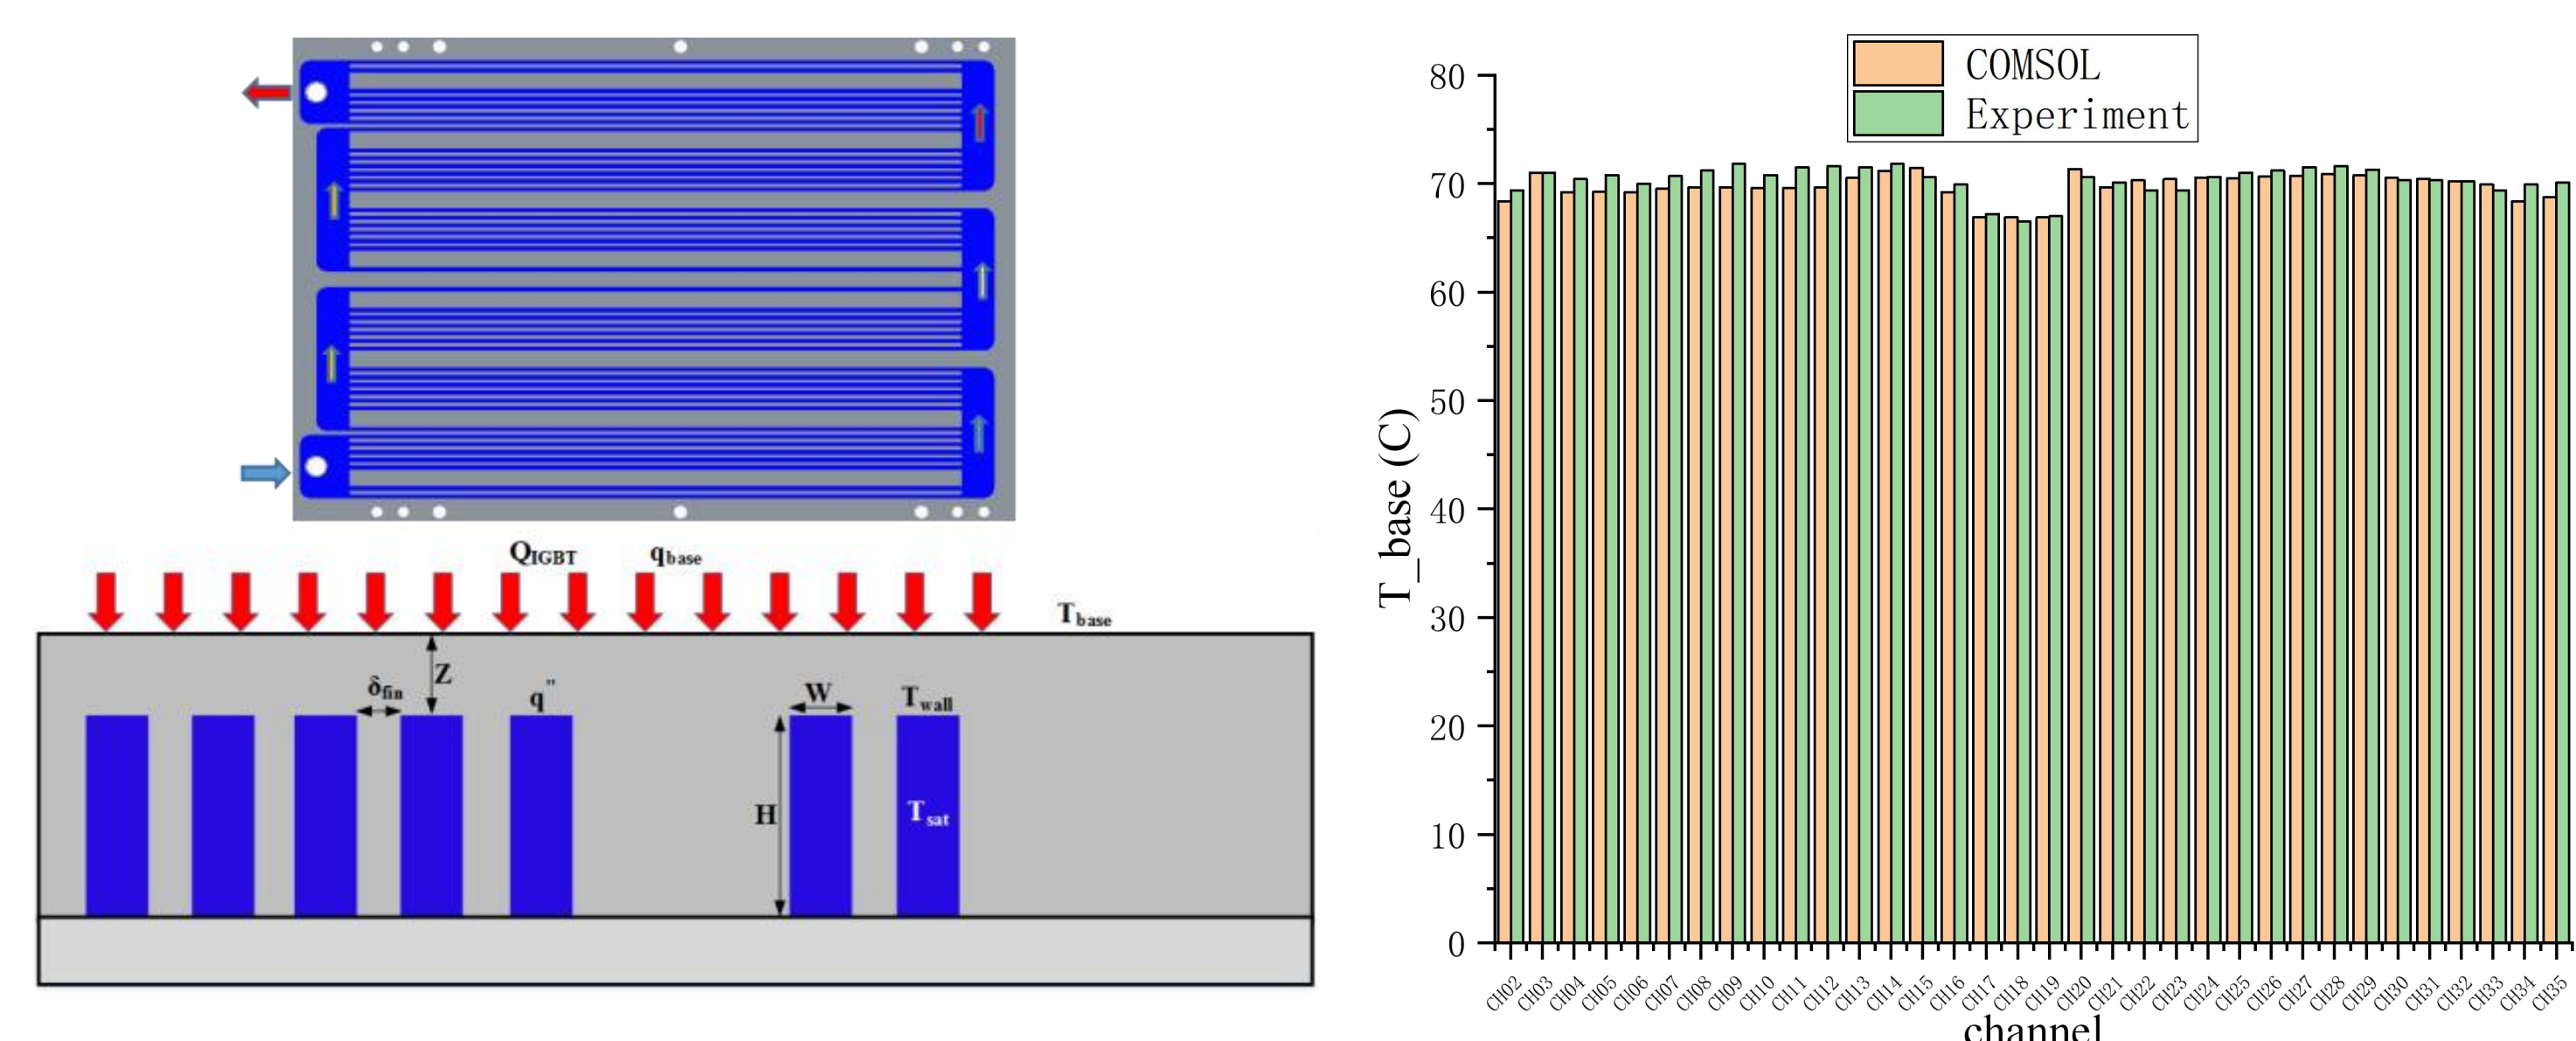 Q_IGBT q_base
T_base
Z
δ_fin
q"
W
T_wall
H
T_sat
COMSOL
Experiment
80
70
60
50
40
30
20
10
0
T_base (C)
CH02 CH03 CH04 CH05 CH06 CH07 CH08 CH09 CH10 CH11 CH12 CH13 CH14 CH15 CH16 CH17 CH18 CH19 CH20 CH21 CH22 CH23 CH24 CH25 CH26 CH27 CH28 CH29 CH30 CH31 CH32 CH33 CH34 CH35
channel